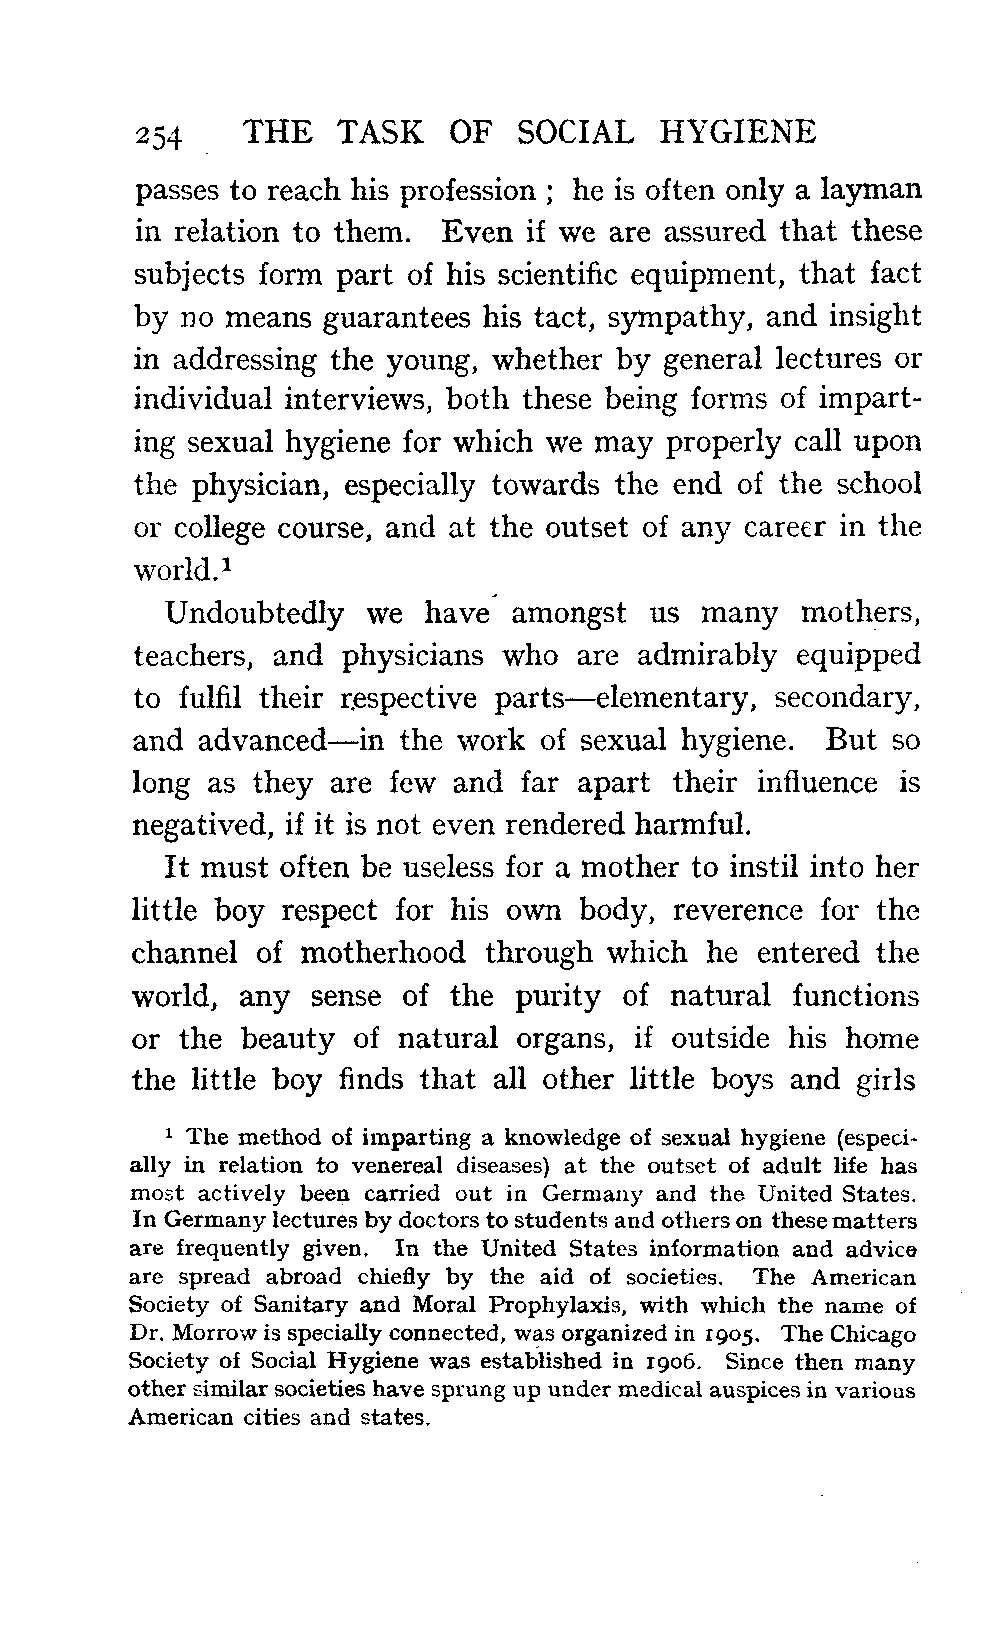 254 THE TASK OF SOCIAL HYGIENE
passes to reach his profession ; he is often only a layman
in relation to them. Even if we are assured that these
subjects form part of his scientific equipment, that fact
by no means guarantees his tact, sympathy, and insight
in addressing the young, whether by general lectures or
individual interviews, both these being forms of impart-
ing sexual hygiene for which we may properly call upon
the physician, especially towards the end of the school
or college course, and at the outset of any career in the
world.¹
Undoubtedly we have amongst us many mothers,
teachers, and physicians who are admirably equipped
to fulfil their respective parts—elementary, secondary,
and advanced—in the work of sexual hygiene. But so
long as they are few and far apart their influence is
negatived, if it is not even rendered harmful.
It must often be useless for a mother to instil into her
little boy respect for his own body, reverence for the
channel of motherhood through which he entered the
world, any sense of the purity of natural functions
or the beauty of natural organs, if outside his home
the little boy finds that all other little boys and girls
¹ The method of imparting a knowledge of sexual hygiene (especi-
ally in relation to venereal diseases) at the outset of adult life has
most actively been carried out in Germany and the United States.
In Germany lectures by doctors to students and others on these matters
are frequently given. In the United States information and advice
are spread abroad chiefly by the aid of societies. The American
Society of Sanitary and Moral Prophylaxis, with which the name of
Dr. Morrow is specially connected, was organized in 1905. The Chicago
Society of Social Hygiene was established in 1906. Since then many
other similar societies have sprung up under medical auspices in various
American cities and states.